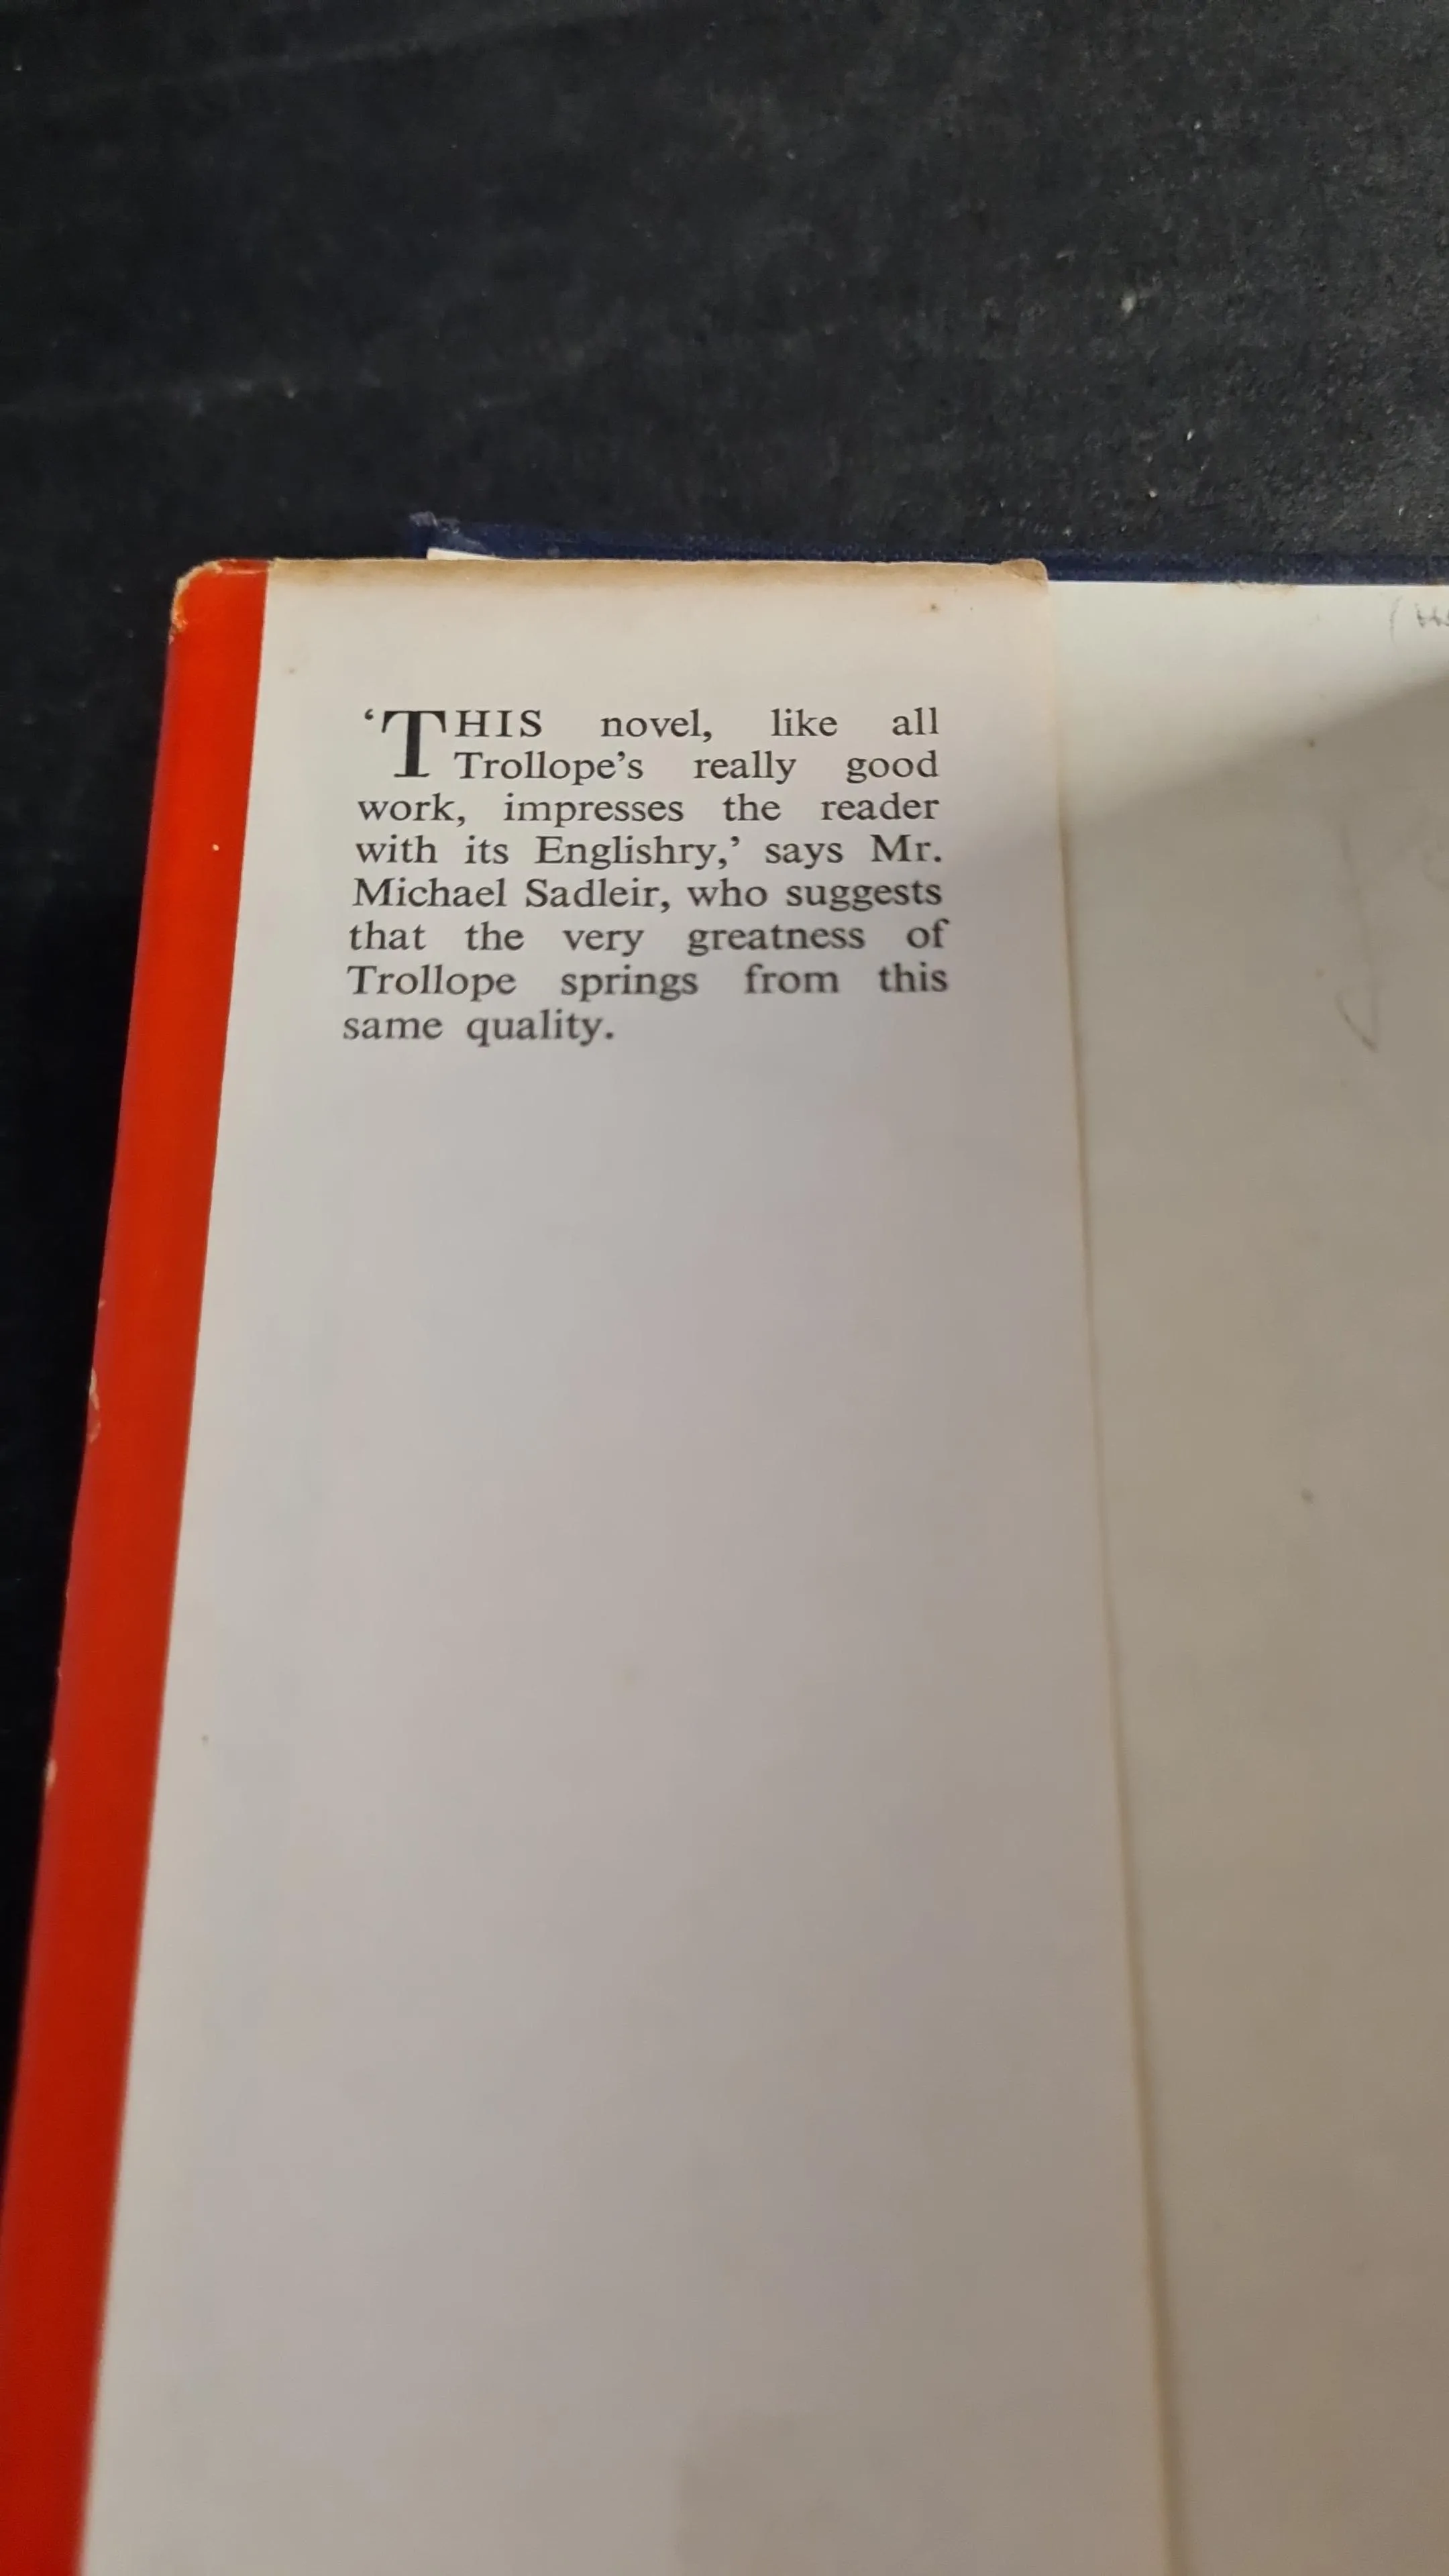 ‘THIS novel, like all
Trollope’s really good
work, impresses the reader
with its Englishry,’ says Mr.
Michael Sadleir, who suggests
that the very greatness of
Trollope springs from this
same quality.